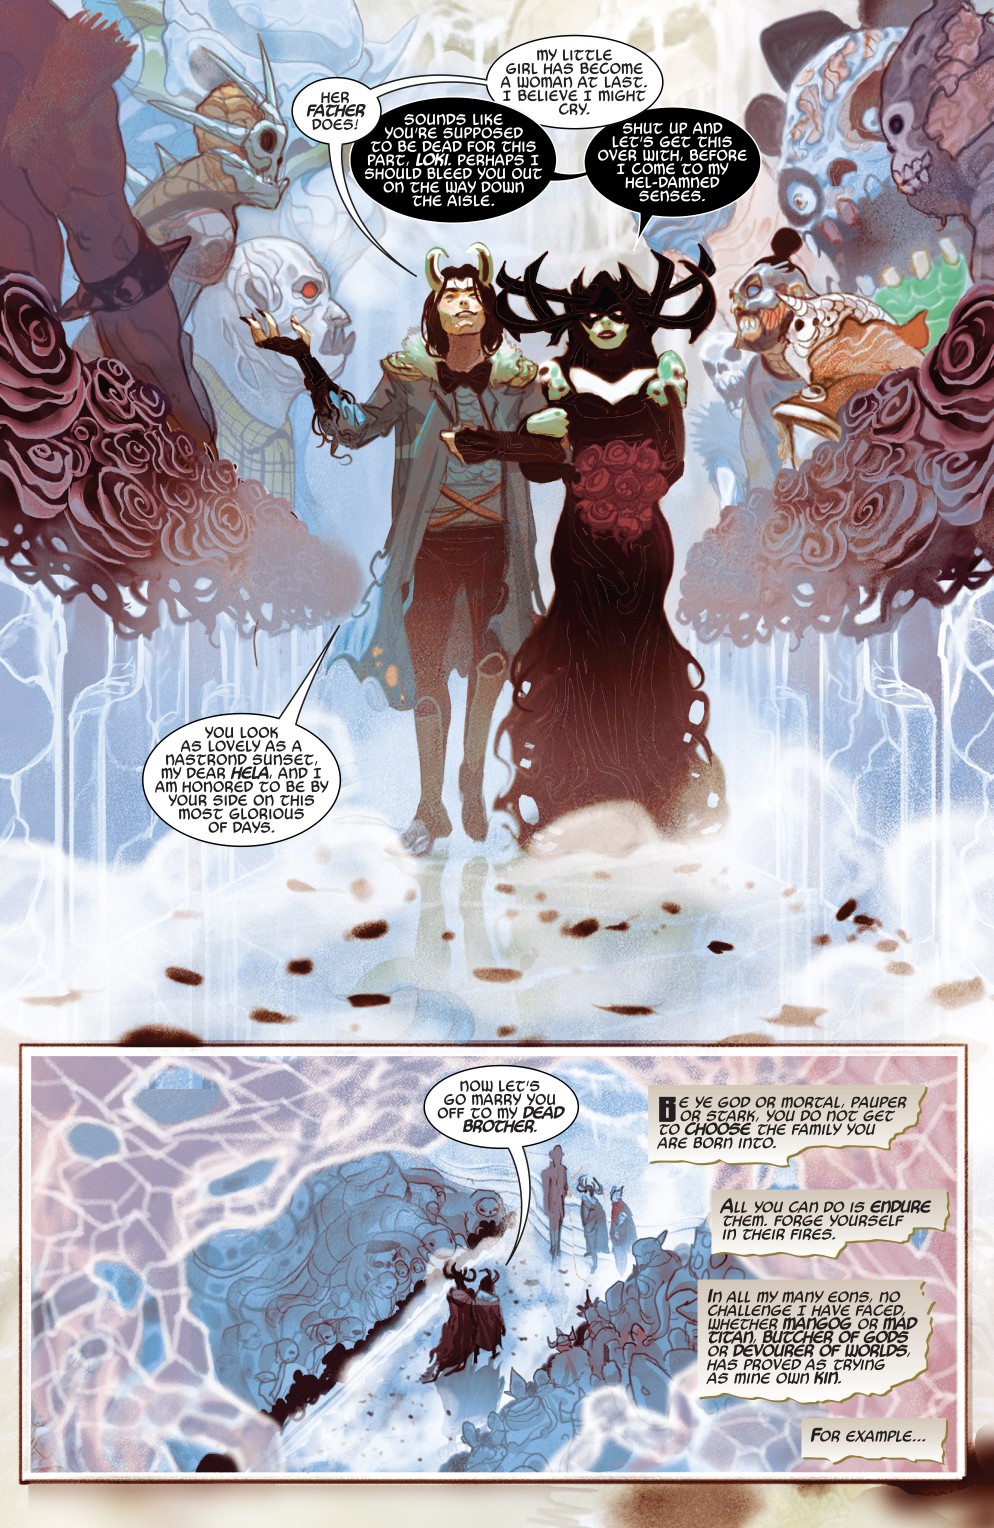 MY LITTLE
GIRL HAS BECOME
A WOMAN AT LAST.
I BELIEVE I MIGHT
CRY.
HER
FATHER
DOES!
SOUNDS LIKE
YOU'RE SUPPOSED
TO BE DEAD FOR THIS
PART, LOKI. PERHAPS I
SHOULD BLEED YOU OUT
ON THE WAY DOWN
THE AISLE.
SHUT UP AND
LET'S GET THIS
OVER WITH, BEFORE
I COME TO MY
HEL-DAMNED
SENSES.
YOU LOOK
AS LOVELY AS A
NASTROND SUNSET,
MY DEAR HELA, AND I
AM HONORED TO BE BY
YOUR SIDE ON THIS
MOST GLORIOUS
OF DAYS.
NOW LET'S
GO MARRY YOU
OFF TO MY DEAD
BROTHER.
BE YE GOD OR MORTAL, PAUPER
OR STARK, YOU DO NOT GET
TO CHOOSE THE FAMILY YOU
ARE BORN INTO.
ALL YOU CAN DO IS ENDURE
THEM. FORGE YOURSELF
IN THEIR FIRES.
IN ALL MY MANY EONS, NO
CHALLENGE I HAVE FACED,
WHETHER MANGOG OR MAD
TITAN, BUTCHER OF GODS
OR DEVOURER OF WORLDS,
HAS PROVED AS TRYING
AS MINE OWN KIN.
FOR EXAMPLE...